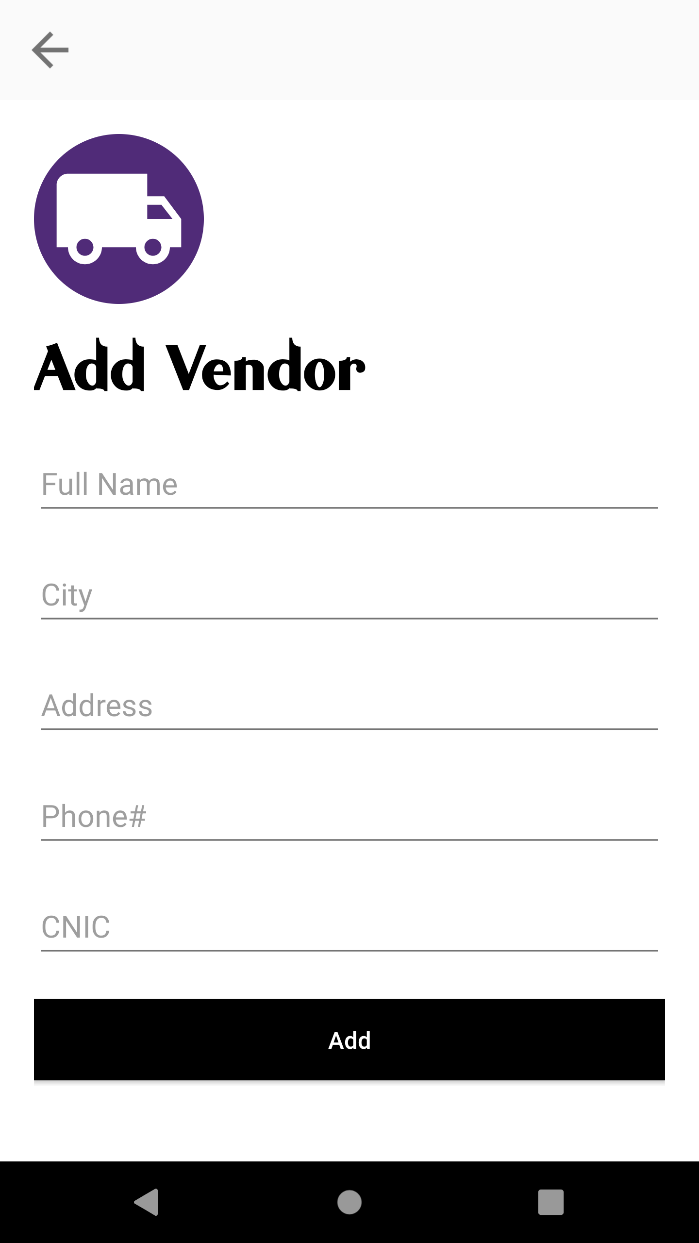 Add Vendor
Full Name
City
Address
Phone#
CNIC
Add